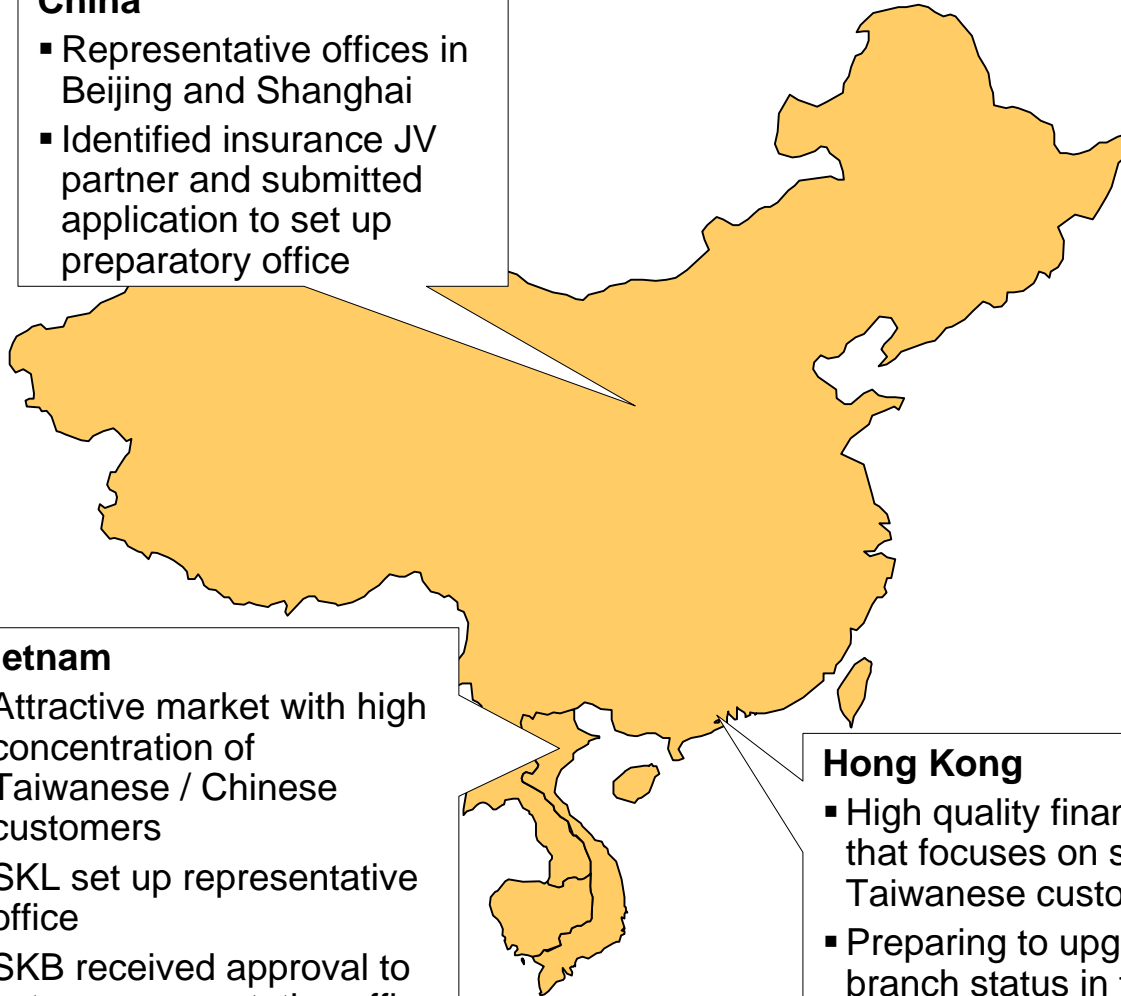 China
▪ Representative offices in
Beijing and Shanghai
▪ Identified insurance JV
partner and submitted
application to set up
preparatory office
etnam
Attractive market with high
concentration of
Taiwanese / Chinese
customers
SKL set up representative
office
SKB received approval to
Hong Kong
▪ High quality finan
that focuses on s
Taiwanese custo
▪ Preparing to upg
branch status in